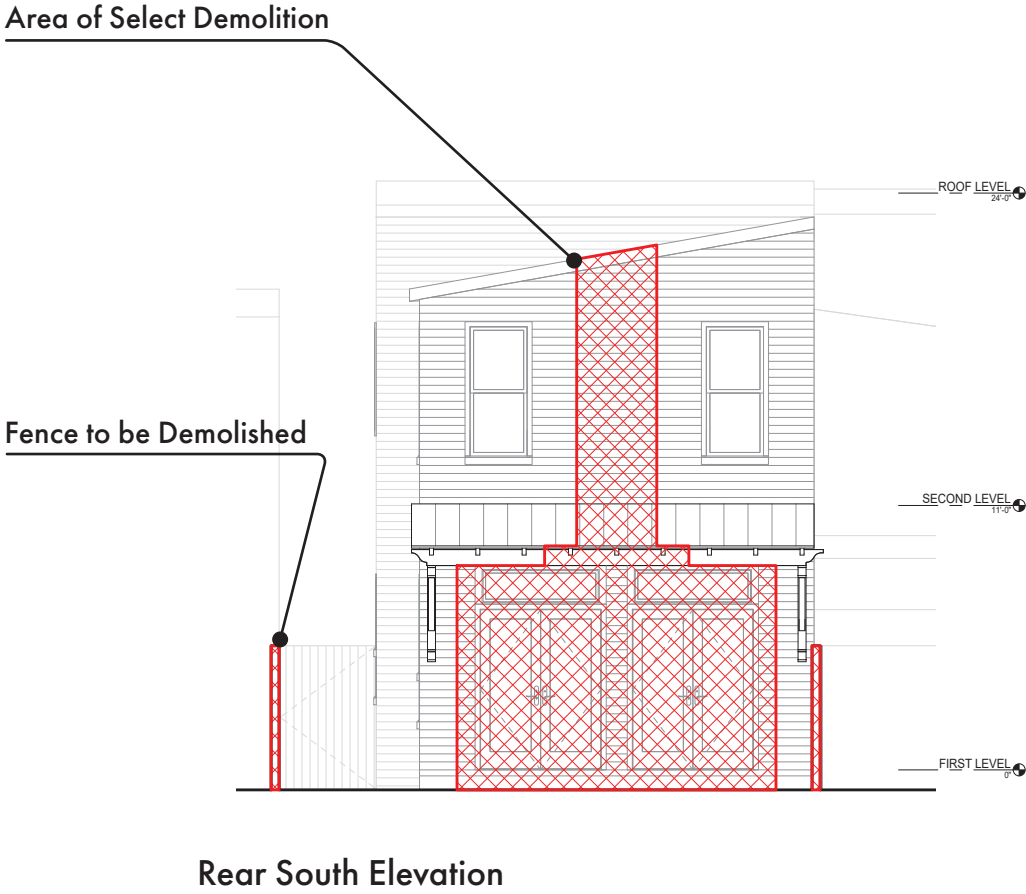 Area of Select Demolition
ROOF LEVEL
24'-0"
Fence to be Demolished
SECOND LEVEL
11'-0"
FIRST LEVEL
0"
Rear South Elevation